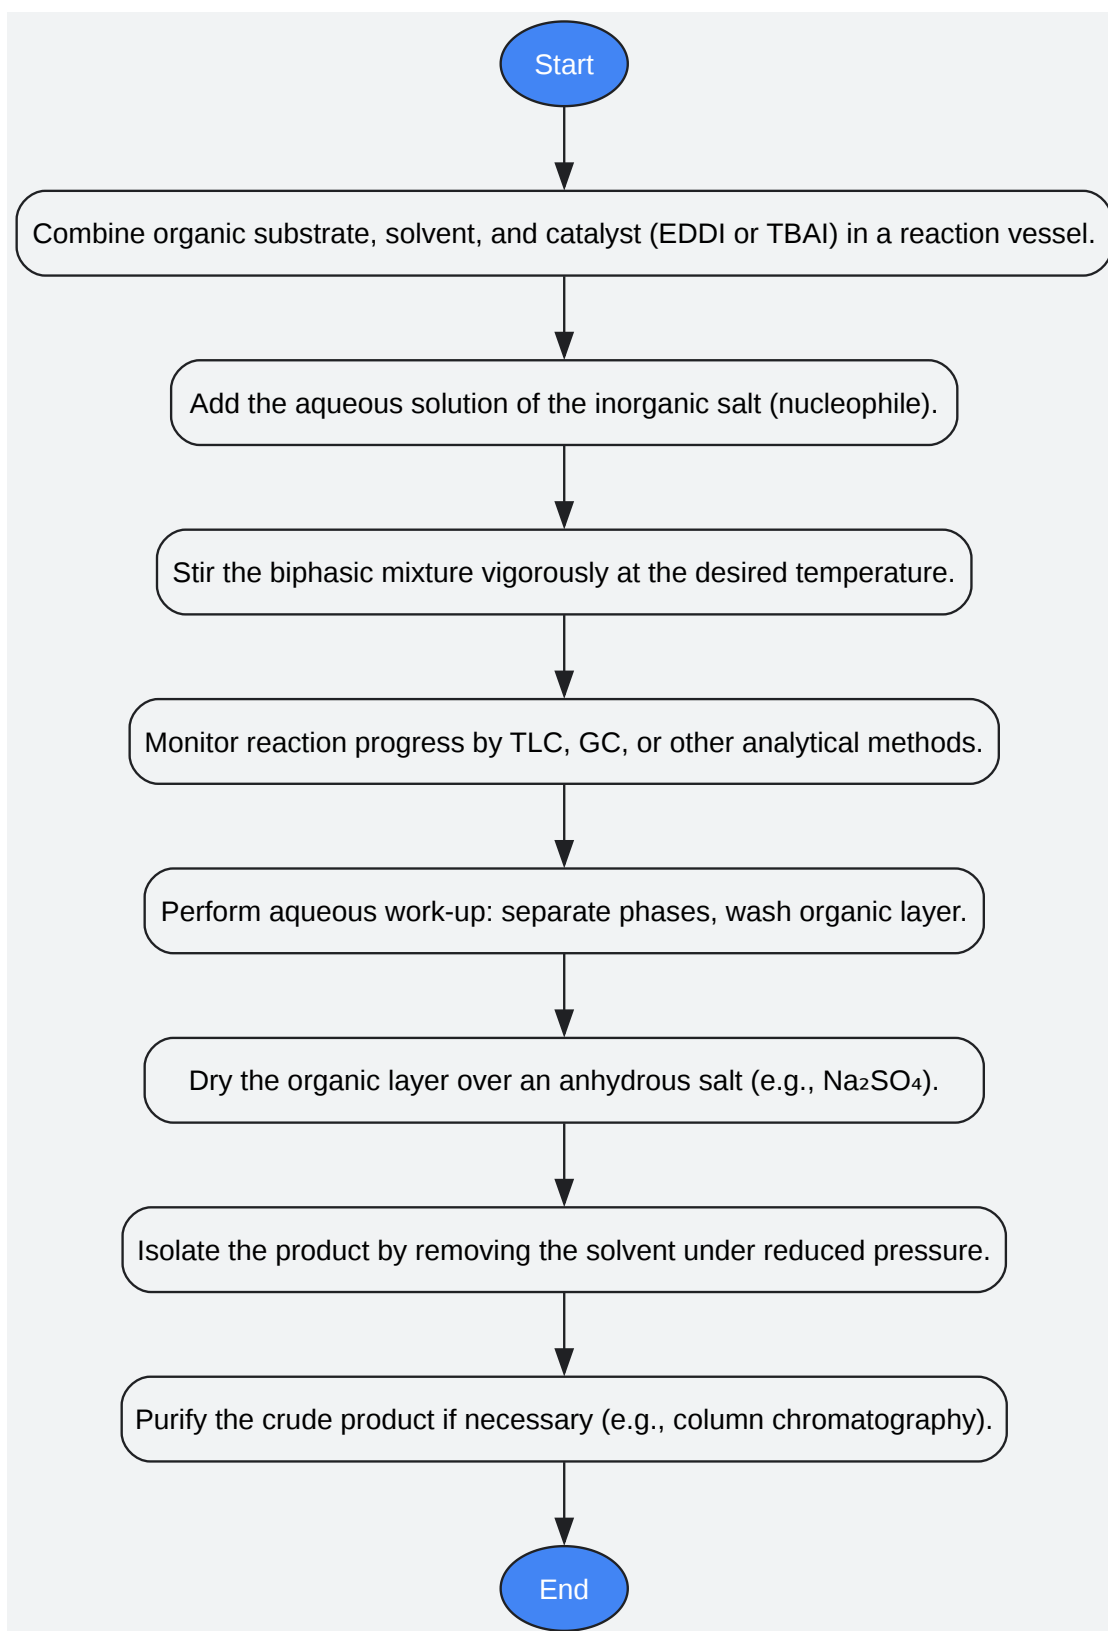 Start
Combine organic substrate, solvent, and catalyst (EDDI or TBAI) in a reaction vessel.
Add the aqueous solution of the inorganic salt (nucleophile).
Stir the biphasic mixture vigorously at the desired temperature.
Monitor reaction progress by TLC, GC, or other analytical methods.
Perform aqueous work-up: separate phases, wash organic layer.
Dry the organic layer over an anhydrous salt (e.g., Na₂SO₄).
Isolate the product by removing the solvent under reduced pressure.
Purify the crude product if necessary (e.g., column chromatography).
End